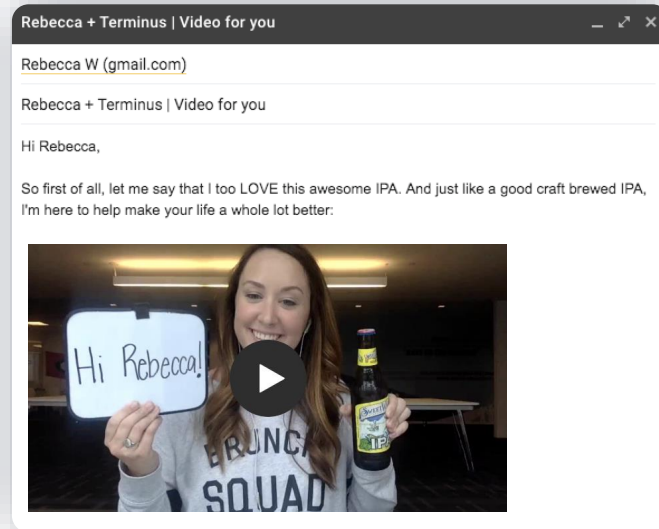 Rebecca + Terminus | Video for you
Rebecca W (gmail.com)
Rebecca + Terminus | Video for you
Hi Rebecca,
So first of all, let me say that I too LOVE this awesome IPA. And just like a good craft brewed IPA,
I'm here to help make your life a whole lot better:
Hi Rebecca!
SWEET
IPA
BRUNCH
SQUAD